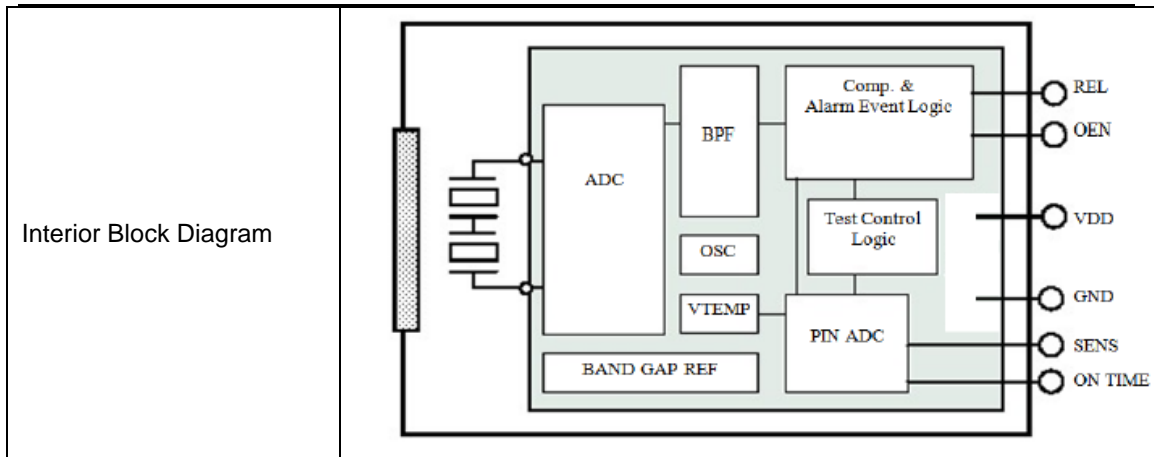 Interior Block Diagram
ADC
BPF
OSC
VTEMP
BAND GAP REF
Comp. &
Alarm Event Logic
Test Control
Logic
PIN ADC
REL
OEN
VDD
GND
SENS
ON TIME